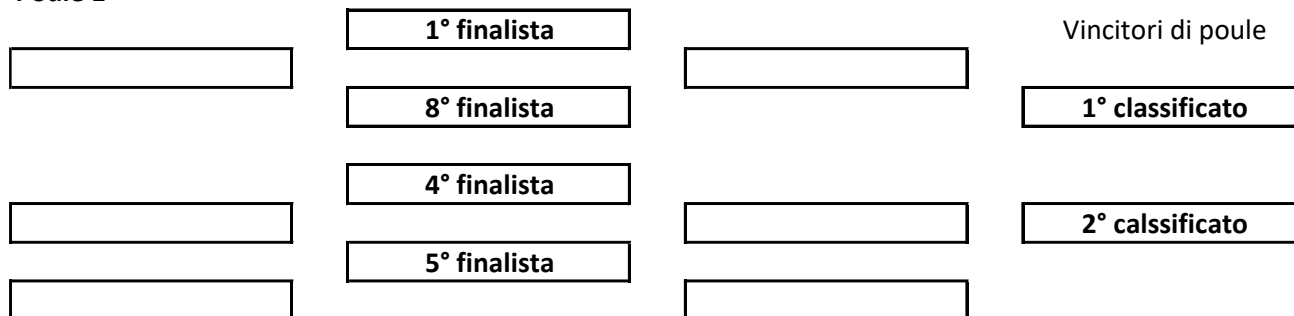 1° finalista
Vincitori di poule
8° finalista
1° classificato
4° finalista
2° calssificato
5° finalista